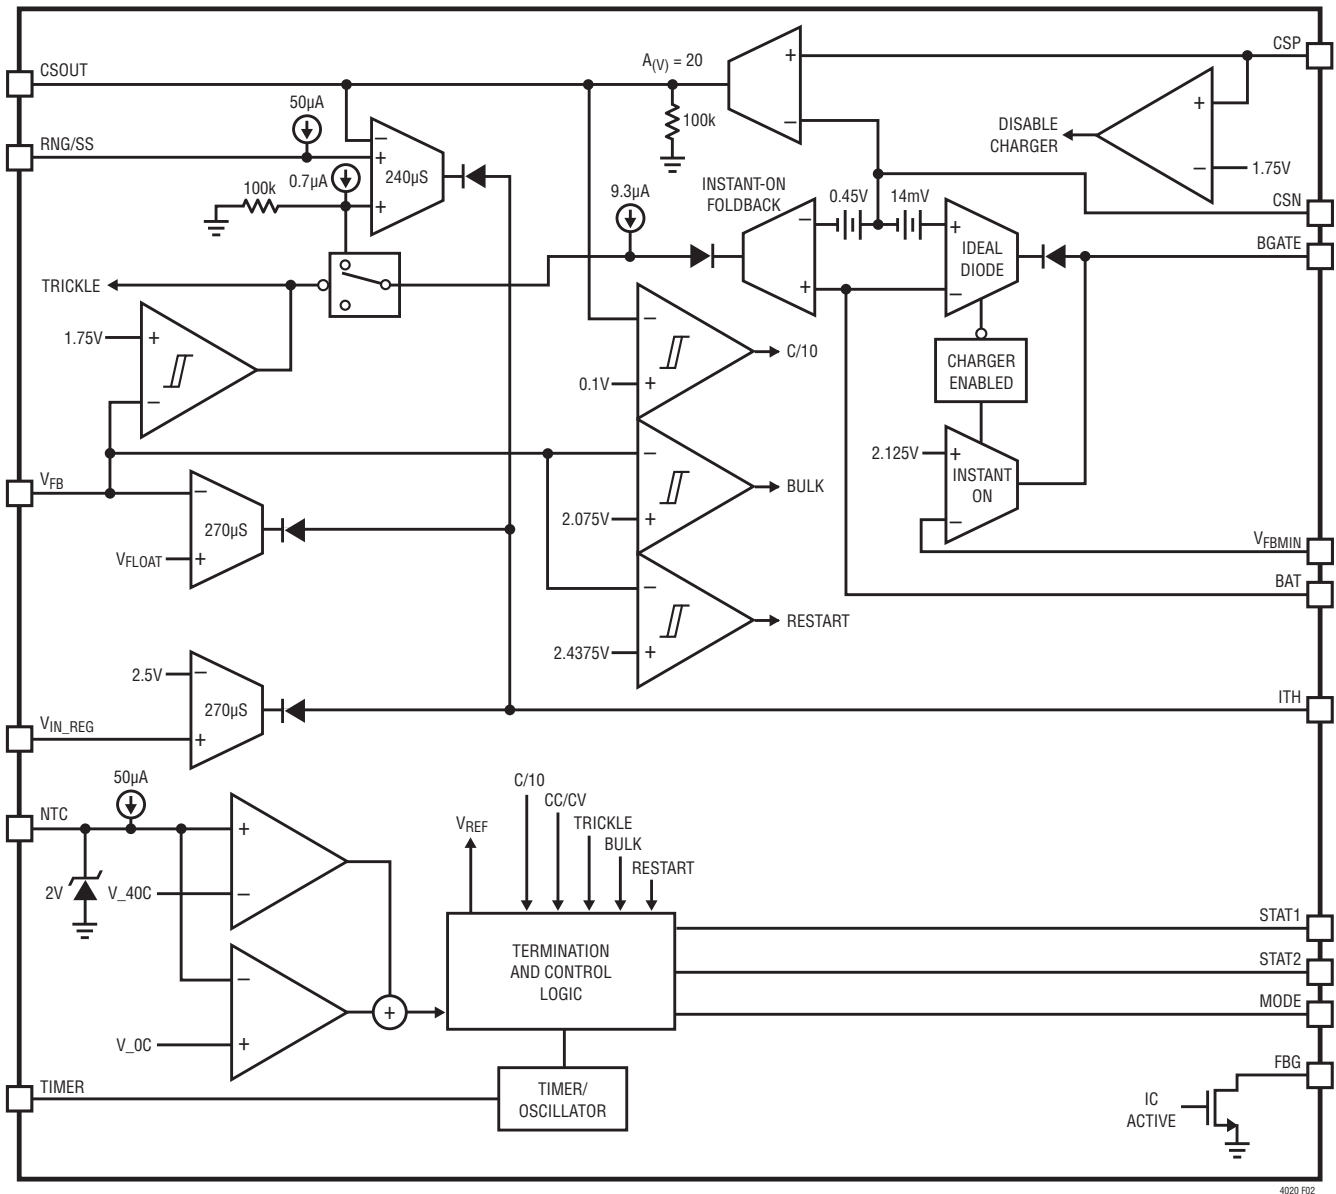 CSP
A(V) = 20
+
CSOUT
50µA
100k
+
DISABLE
CHARGER
−
−
RNG/SS
+
− 1.75V
240µS
0.7µA
100k
+
9.3µA
INSTANT-ON
FOLDBACK
0.45V
14mV
CSN
−
+
IDEAL
DIODE
BGATE
TRICKLE
+
−
1.75V
+
−
C/10
0.1V
+
CHARGER
ENABLED
−
−
2.125V
+
INSTANT
ON
VFB
−
BULK
2.075V
+
−
270µS
VFLOAT
+
VFBMIN
BAT
−
RESTART
2.4375V
+
2.5V
−
270µS
ITH
VIN_REG
+
50µA
C/10
CC/CV
NTC
+
VREF
TRICKLE
BULK
RESTART
2V
V_40C
−
STAT1
TERMINATION
AND CONTROL
LOGIC
STAT2
−
MODE
+
V_0C
+
FBG
TIMER
TIMER/
OSCILLATOR
IC
ACTIVE
4020 F02